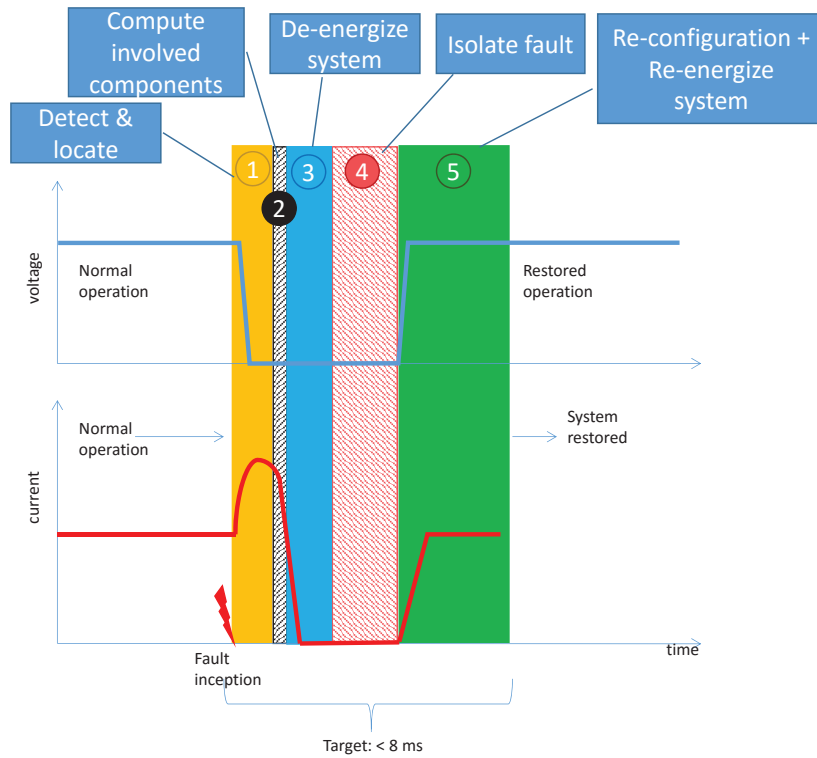 Compute
involved
components
De-energize
system
Isolate fault
Re-configuration +
Re-energize
system
Detect &
locate
1
2
3
4
5
voltage
Normal
operation
Restored
operation
Normal
operation
System
restored
current
Fault
inception
time
Target: < 8 ms